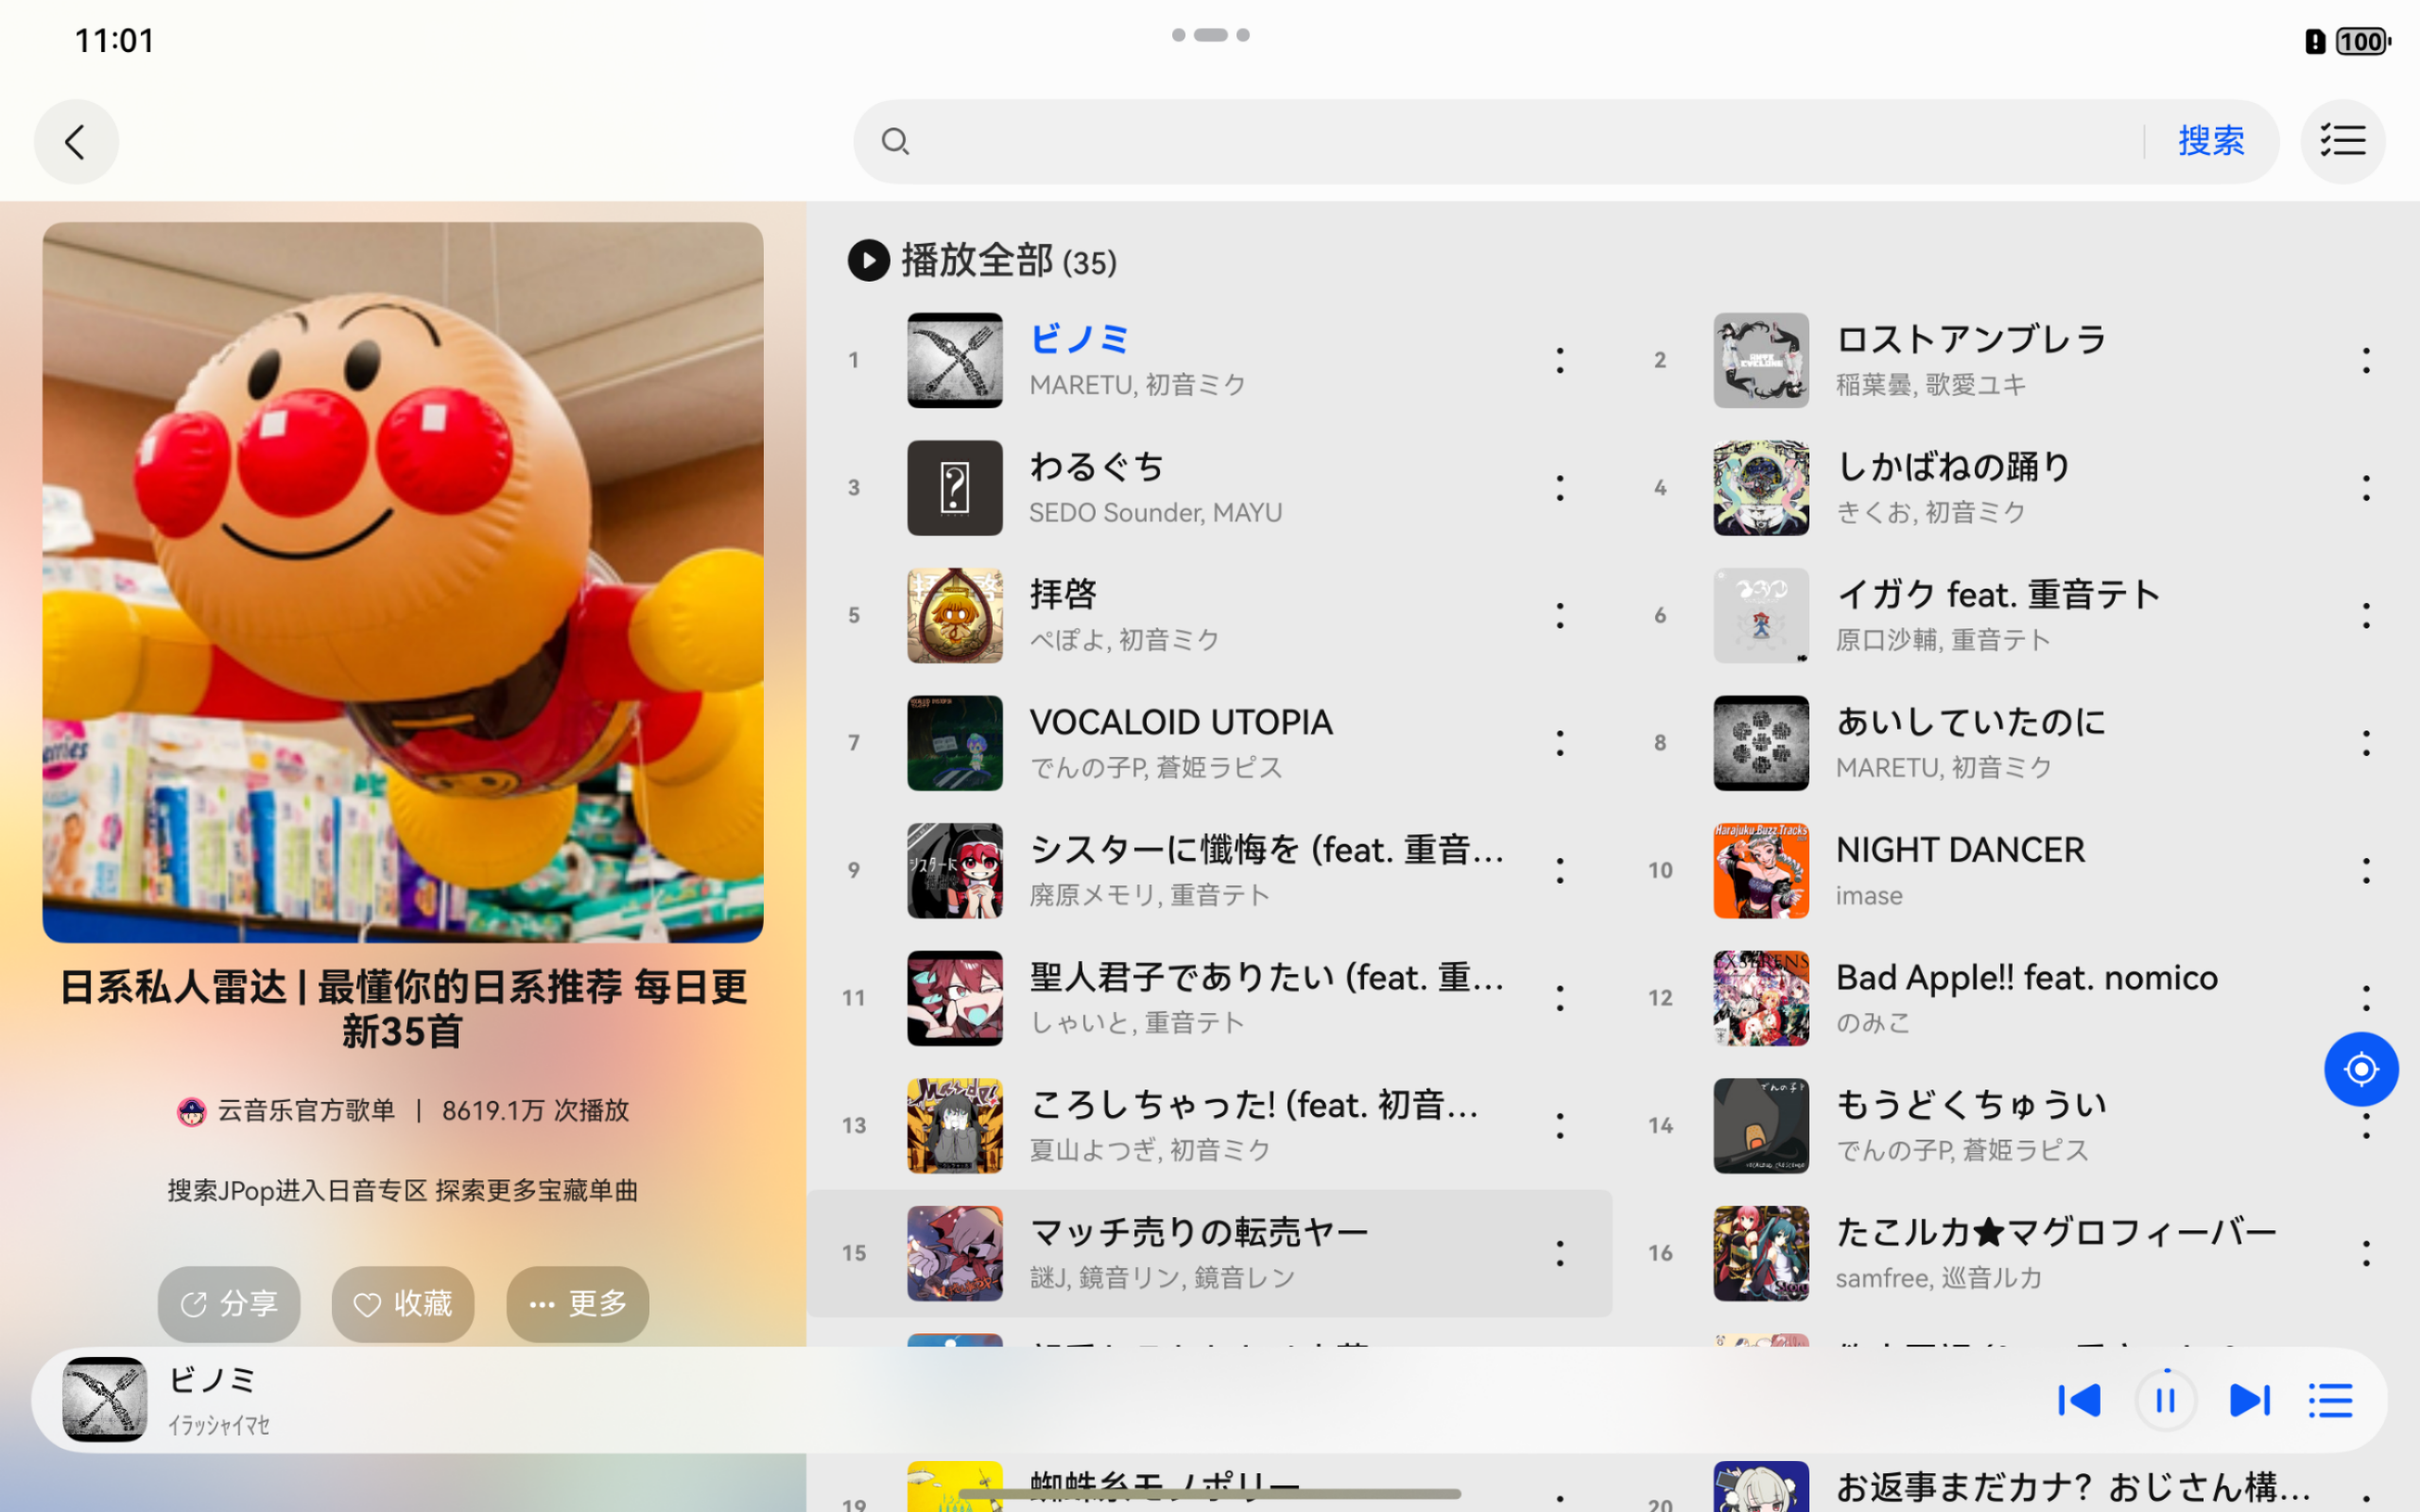 11:01
100
搜索
日系私人雷达 | 最懂你的日系推荐 每日更
新35首
云音乐官方歌单 | 8619.1万 次播放
搜索JPop进入日音专区 探索更多宝藏单曲
分享
收藏
更多
播放全部 (35)
1
ビノミ
MARETU, 初音ミク
2
ロストアンブレラ
稲葉曇, 歌愛ユキ
3
わるぐち
SEDO Sounder, MAYU
4
しかばねの踊り
きくお, 初音ミク
5
拝啓
ぺぽよ, 初音ミク
6
イガク feat. 重音テト
原口沙輔, 重音テト
7
VOCALOID UTOPIA
でんの子P, 蒼姫ラピス
8
あいしていたのに
MARETU, 初音ミク
9
シスターに懺悔を (feat. 重音...
廃原メモリ, 重音テト
10
Harajuku Buzz Tracks
NIGHT DANCER
imase
11
聖人君子でありたい (feat. 重...
しゃいと, 重音テト
12
Bad Apple!! feat. nomico
のみこ
13
ころしちゃった! (feat. 初音...
夏山よつぎ, 初音ミク
14
もうどくちゅうい
でんの子P, 蒼姫ラピス
15
マッチ売りの転売ヤー
謎J, 鏡音リン, 鏡音レン
16
たこルカ★マグロフィーバー
samfree, 巡音ルカ
ビノミ
イラッシャイマセ
19
蜘蛛糸モノポリー
20
お返事まだカナ？おじさん構...